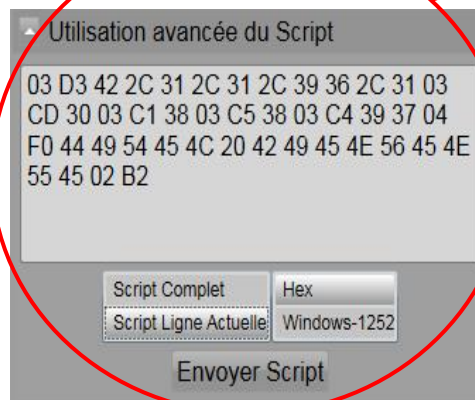 Utilisation avancée du Script
03 D3 42 2C 31 2C 31 2C 39 36 2C 31 03
CD 30 03 C1 38 03 C5 38 03 C4 39 37 04
F0 44 49 54 45 4C 20 42 49 45 4E 56 45 4E
55 45 02 B2
Script Complet Hex
Script Ligne Actuelle Windows-1252
Envoyer Script